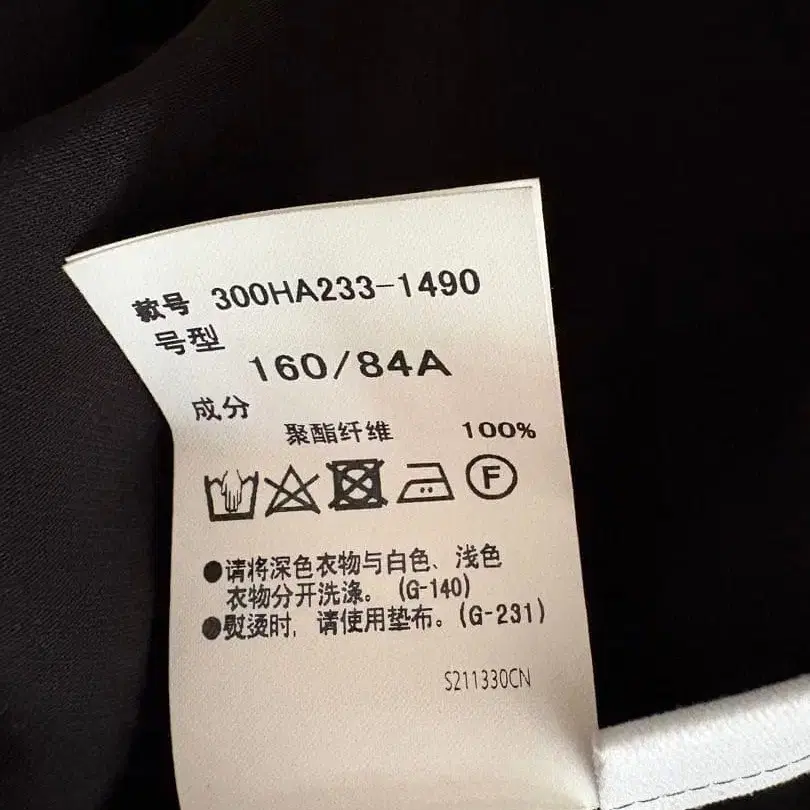 款号 300HA233-1490
号型
160/84A
成分
聚酯纤维 100%
F
●请将深色衣物与白色、浅色
衣物分开洗涤。(G-140)
●熨烫时, 请使用垫布。(G-231)
S211330CN